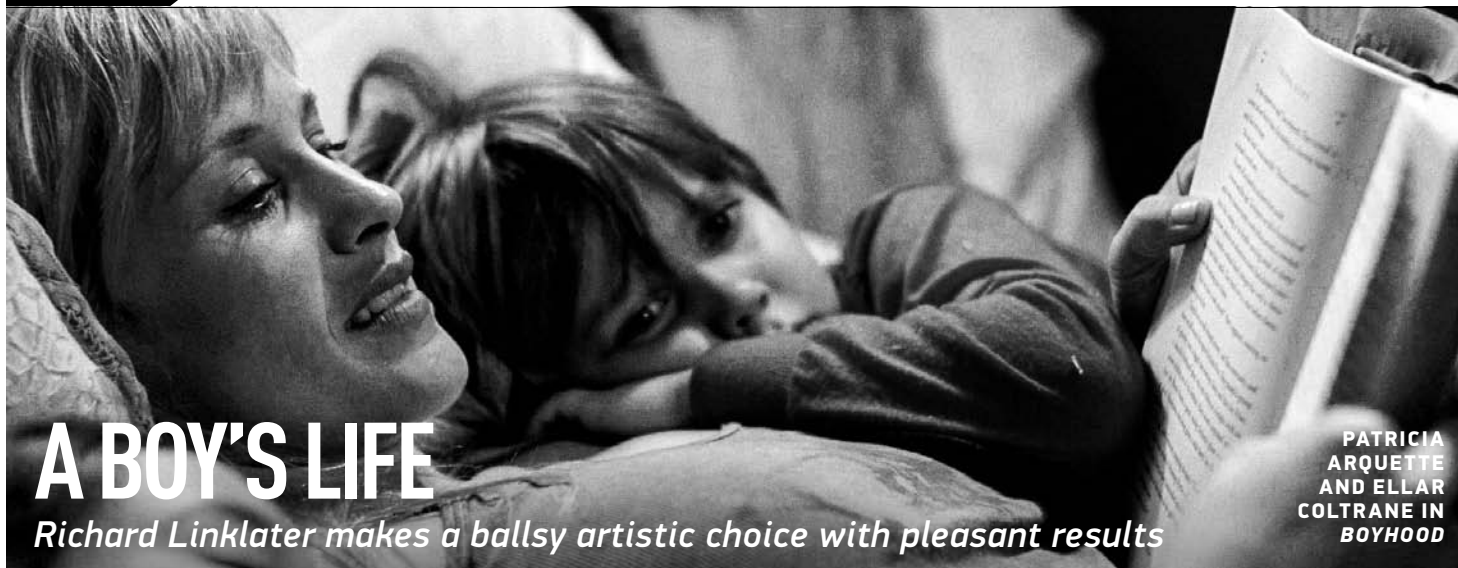 A BOY'S LIFE
Richard Linklater makes a ballsy artistic choice with pleasant results
PATRICIA
ARQUETTE
AND ELLAR
COLTRANE IN
BOYHOOD